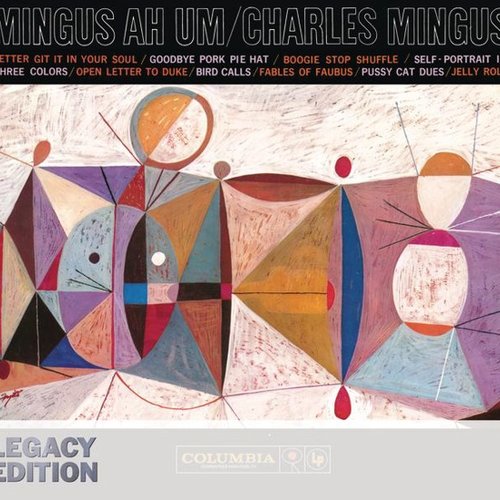 MINGUS AH UM/CHARLES MINGUS
ETTER GIT IT IN YOUR SOUL / GOODBYE PORK PIE HAT / BOOGIE STOP SHUFFLE / SELF-PORTRAIT I
HREE COLORS/OPEN LETTER TO DUKE/BIRD CALLS/FABLES OF FAUBUS/PUSSY CAT DUES/JELLY ROL
LEGACY
EDITION
COLUMBIA